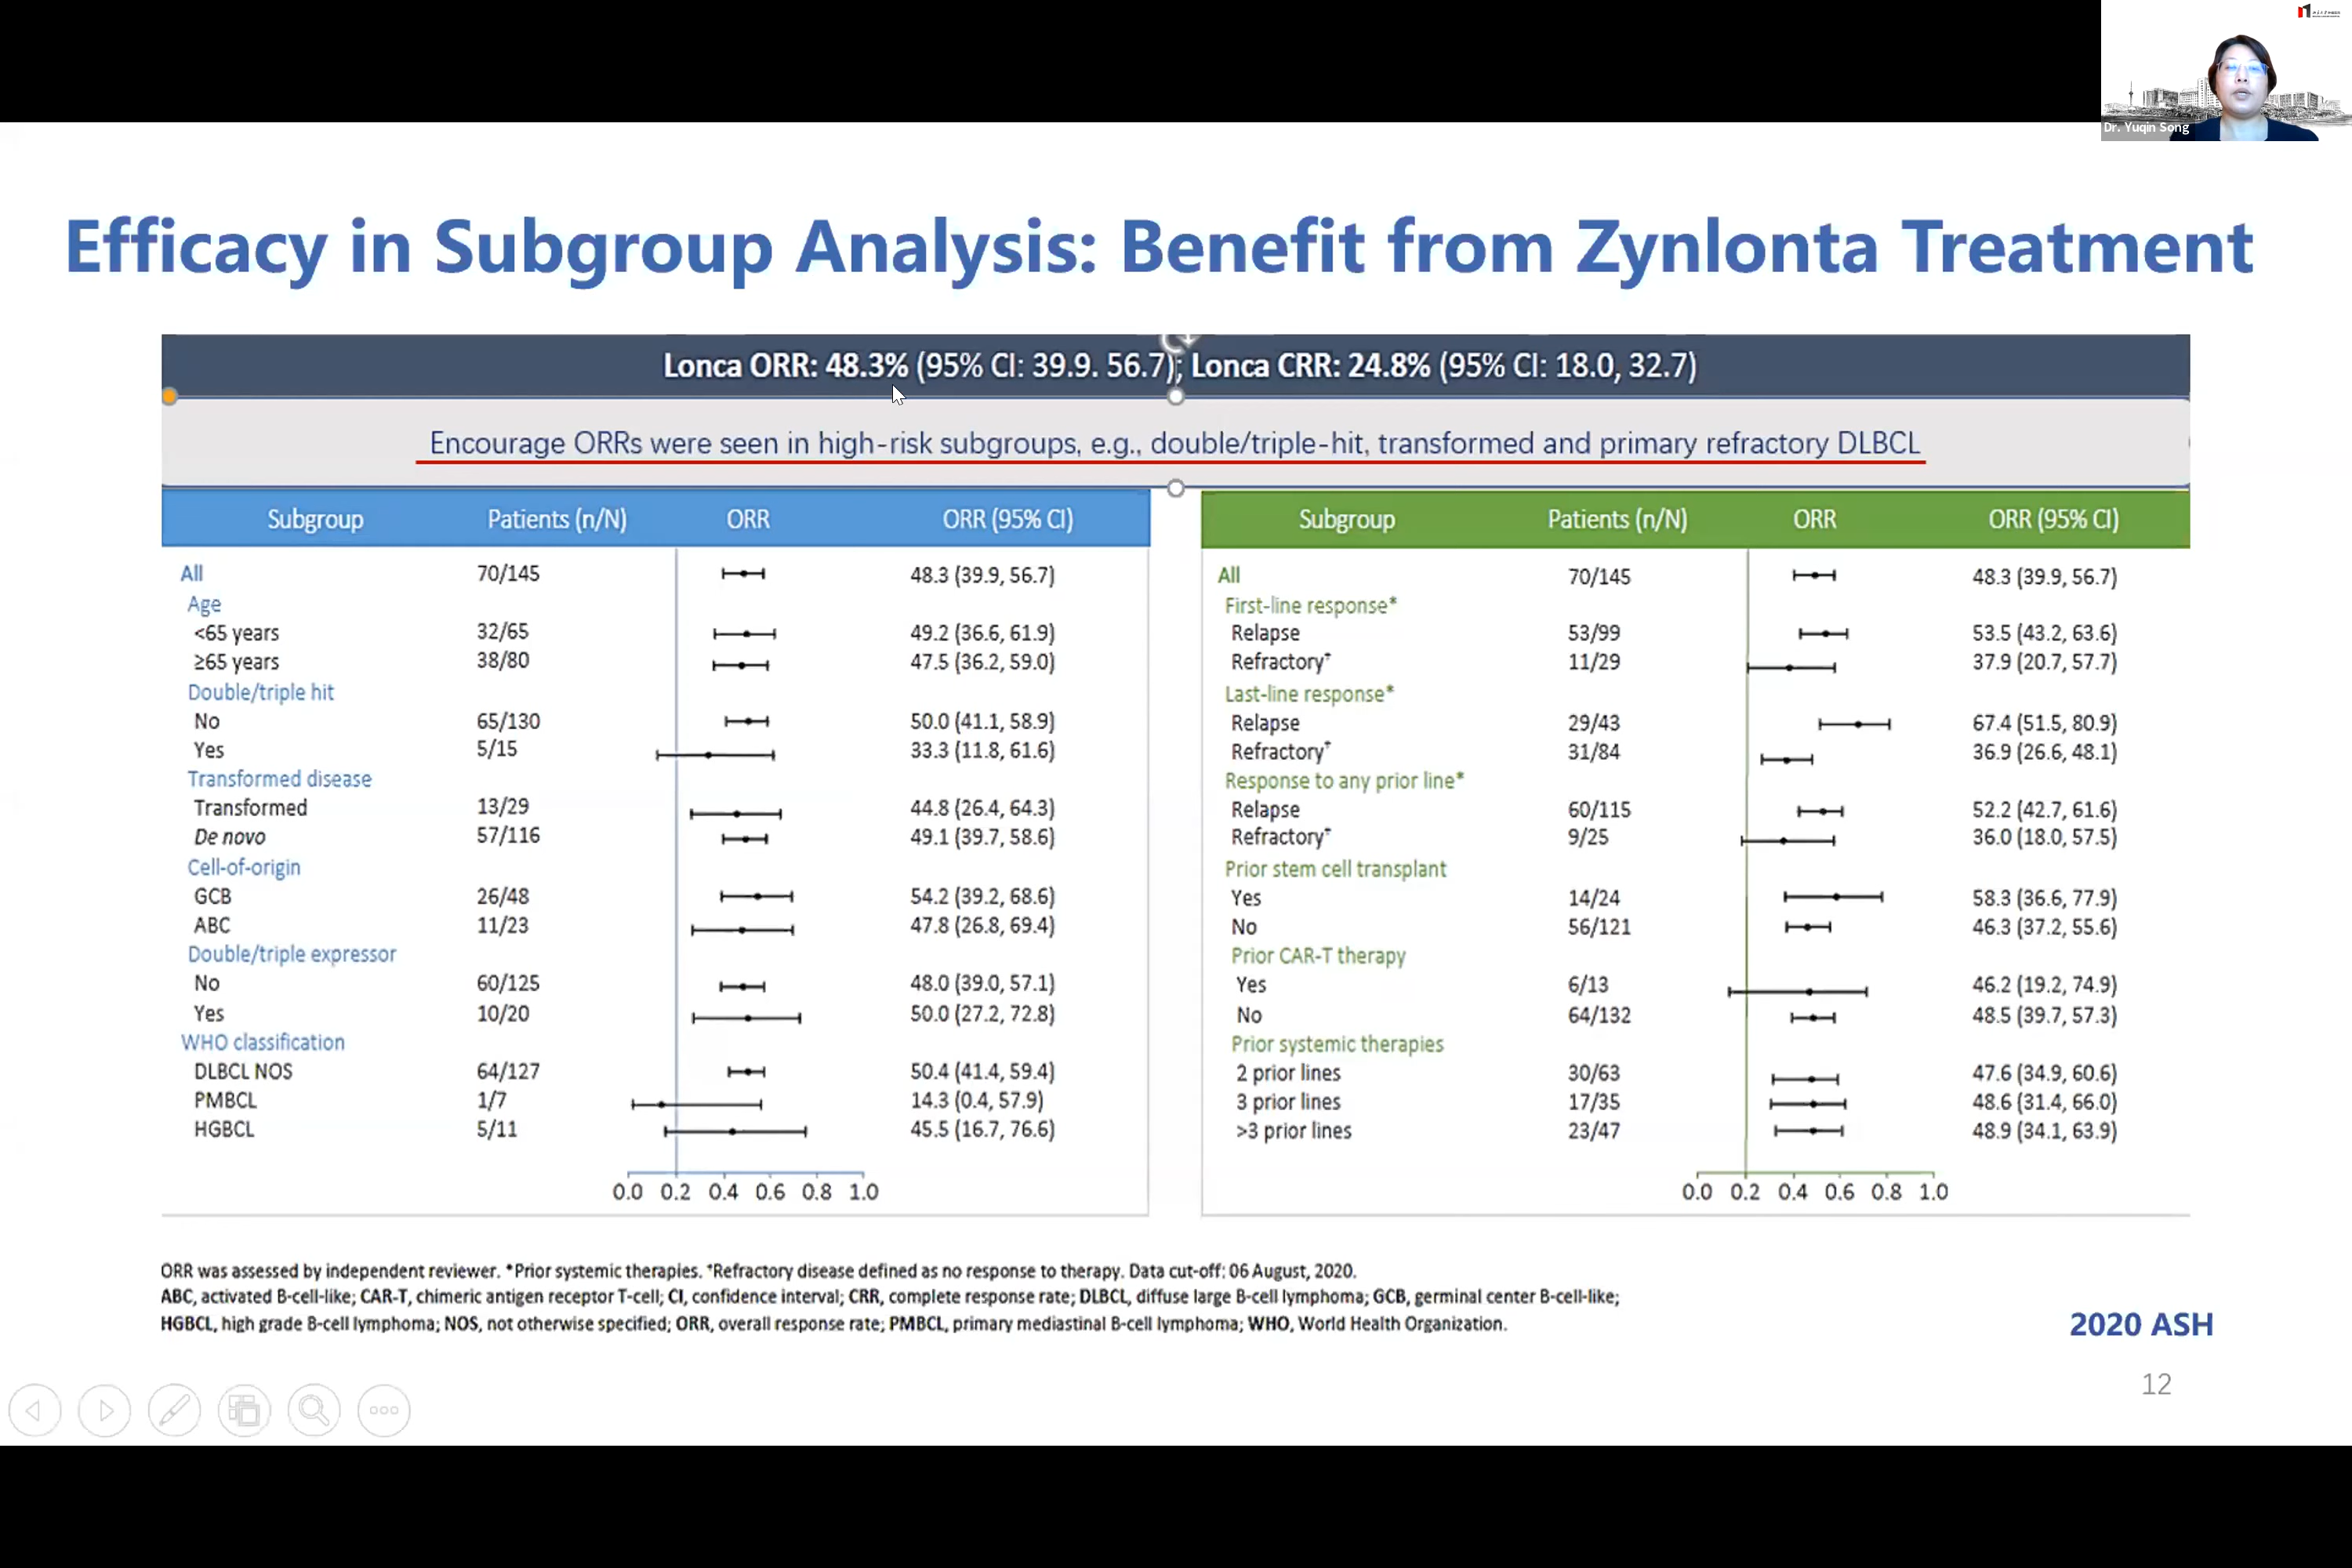 Dr. Yuqin Song
Efficacy in Subgroup Analysis: Benefit from Zynlonta Treatment
Lonca ORR: 48.3% (95% CI: 39.9. 56.7); Lonca CRR: 24.8% (95% CI: 18.0, 32.7)
Encourage ORRs were seen in high-risk subgroups, e.g., double/triple-hit, transformed and primary refractory DLBCL
Subgroup Patients (n/N) ORR ORR (95% CI)
All 70/145 48.3 (39.9, 56.7)
Age
<65 years 32/65 49.2 (36.6, 61.9)
≥65 years 38/80 47.5 (36.2, 59.0)
Double/triple hit
No 65/130 50.0 (41.1, 58.9)
Yes 5/15 33.3 (11.8, 61.6)
Transformed disease
Transformed 13/29 44.8 (26.4, 64.3)
De novo 57/116 49.1 (39.7, 58.6)
Cell-of-origin
GCB 26/48 54.2 (39.2, 68.6)
ABC 11/23 47.8 (26.8, 69.4)
Double/triple expressor
No 60/125 48.0 (39.0, 57.1)
Yes 10/20 50.0 (27.2, 72.8)
WHO classification
DLBCL NOS 64/127 50.4 (41.4, 59.4)
PMBCL 1/7 14.3 (0.4, 57.9)
HGBCL 5/11 45.5 (16.7, 76.6)
0.0 0.2 0.4 0.6 0.8 1.0
Subgroup Patients (n/N) ORR ORR (95% CI)
All 70/145 48.3 (39.9, 56.7)
First-line response*
Relapse 53/99 53.5 (43.2, 63.6)
Refractory† 11/29 37.9 (20.7, 57.7)
Last-line response*
Relapse 29/43 67.4 (51.5, 80.9)
Refractory† 31/84 36.9 (26.6, 48.1)
Response to any prior line*
Relapse 60/115 52.2 (42.7, 61.6)
Refractory† 9/25 36.0 (18.0, 57.5)
Prior stem cell transplant
Yes 14/24 58.3 (36.6, 77.9)
No 56/121 46.3 (37.2, 55.6)
Prior CAR-T therapy
Yes 6/13 46.2 (19.2, 74.9)
No 64/132 48.5 (39.7, 57.3)
Prior systemic therapies
2 prior lines 30/63 47.6 (34.9, 60.6)
3 prior lines 17/35 48.6 (31.4, 66.0)
>3 prior lines 23/47 48.9 (34.1, 63.9)
0.0 0.2 0.4 0.6 0.8 1.0
ORR was assessed by independent reviewer. *Prior systemic therapies. †Refractory disease defined as no response to therapy. Data cut-off: 06 August, 2020.
ABC, activated B-cell-like; CAR-T, chimeric antigen receptor T-cell; CI, confidence interval; CRR, complete response rate; DLBCL, diffuse large B-cell lymphoma; GCB, germinal center B-cell-like;
HGBCL, high grade B-cell lymphoma; NOS, not otherwise specified; ORR, overall response rate; PMBCL, primary mediastinal B-cell lymphoma; WHO, World Health Organization.
2020 ASH
12